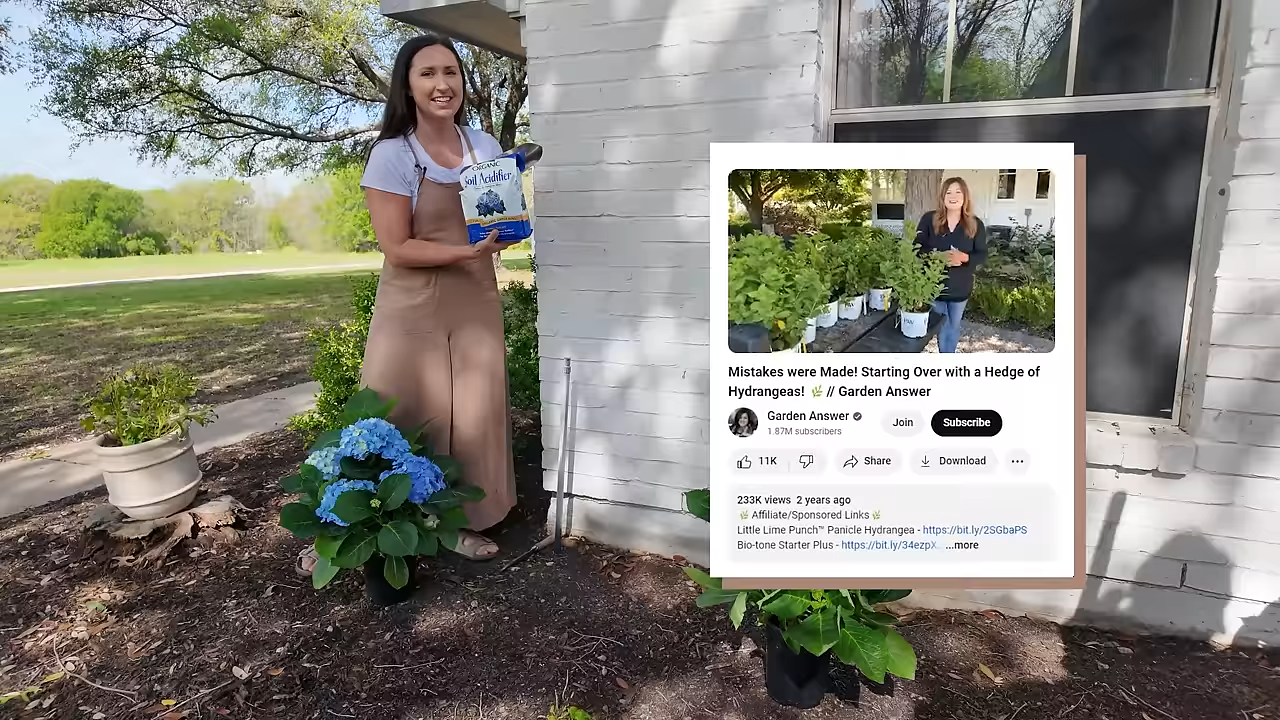 ORGANIC
Soil Acidifier
Mistakes were Made! Starting Over with a Hedge of
Hydrangeas! 🌿 // Garden Answer
Garden Answer
1.87M subscribers
Join
Subscribe
11K
Share
Download
233K views 2 years ago
🌿 Affiliate/Sponsored Links 🌿
Little Lime Punch™ Panicle Hydrangea - https://bit.ly/2SGbaPS
Bio-tone Starter Plus - https://bit.ly/34ezpX ...more